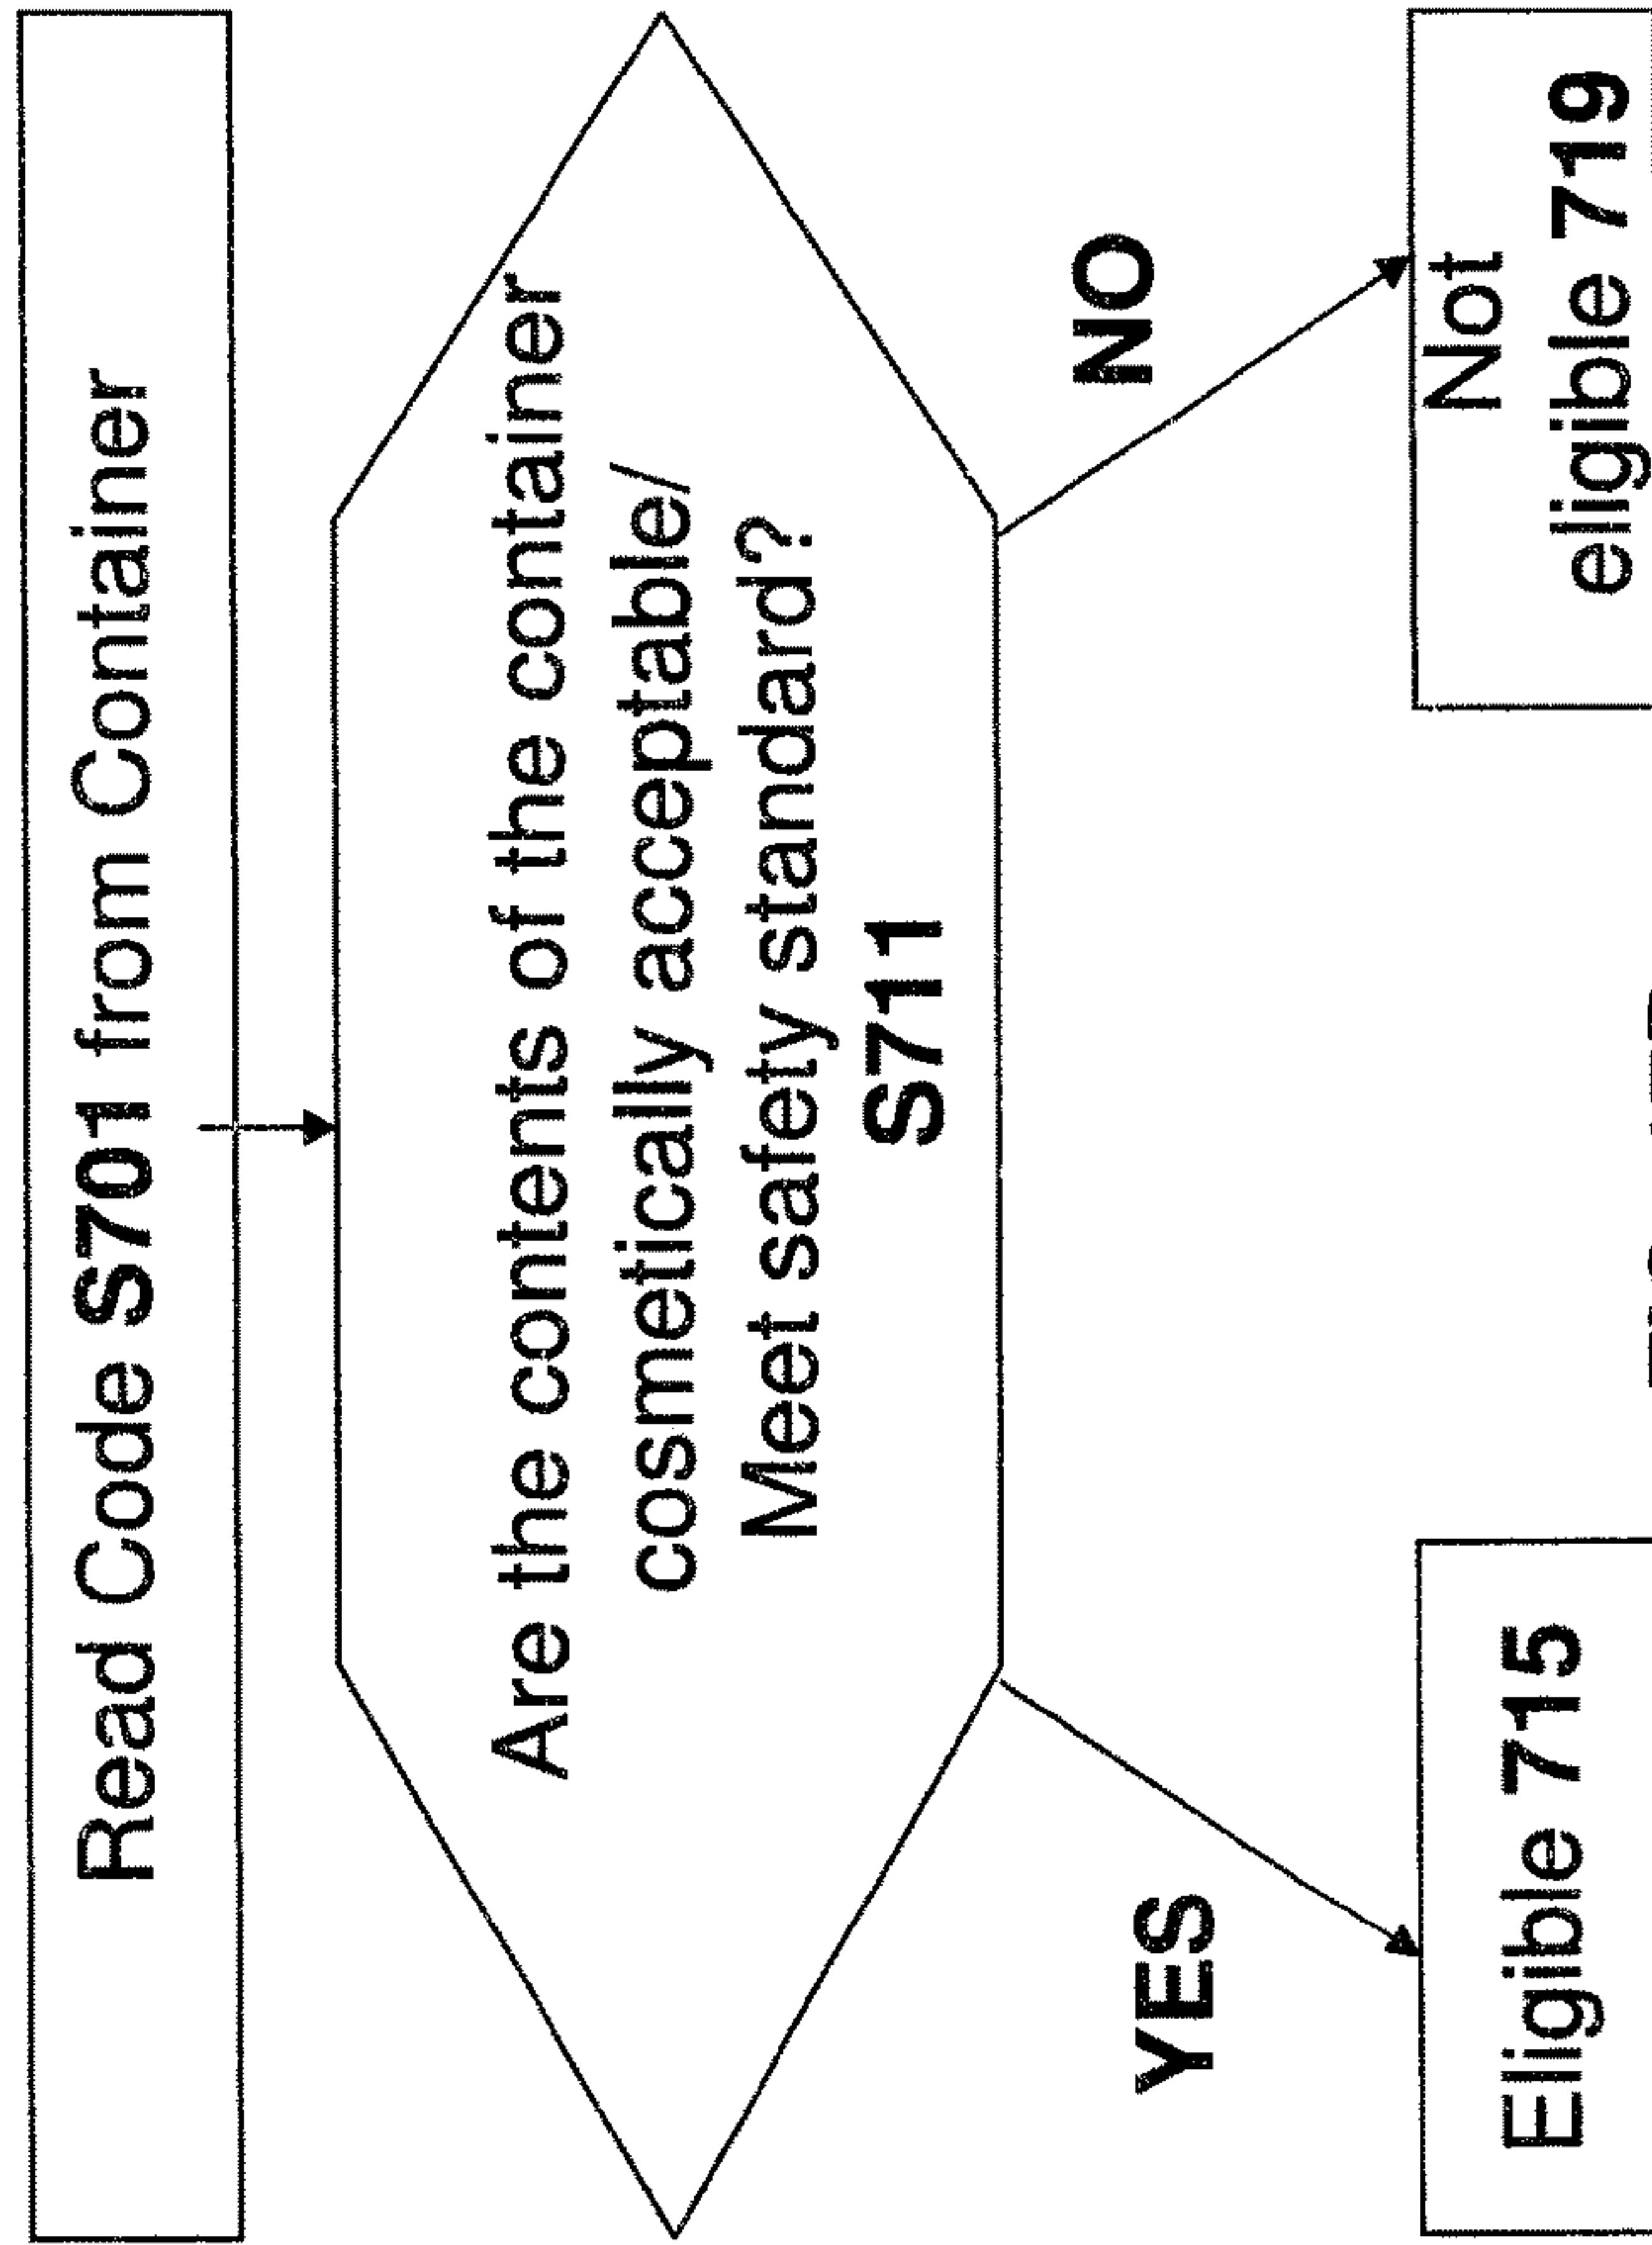 Read Code S701 from Container
Are the contents of the container
cosmetically acceptable/
Meet safety standard?
S711
YES
NO
Eligible 715
Not
eligible 719